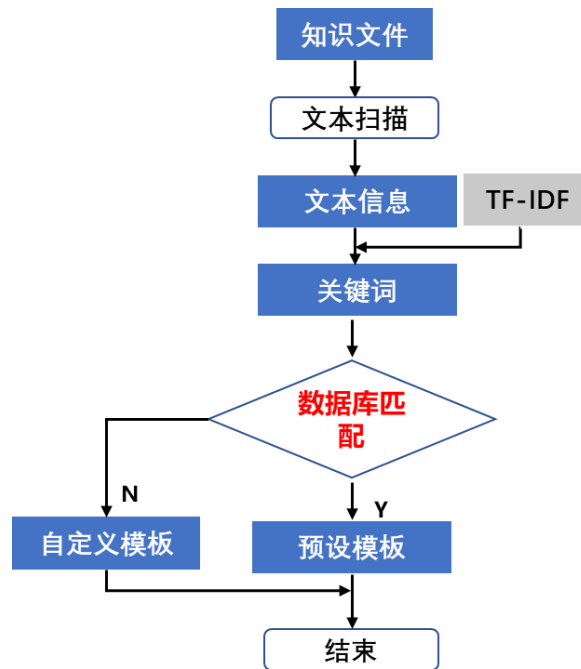 知识文件
文本扫描
文本信息
TF-IDF
关键词
数据库匹
配
N
Y
自定义模板
预设模板
结束